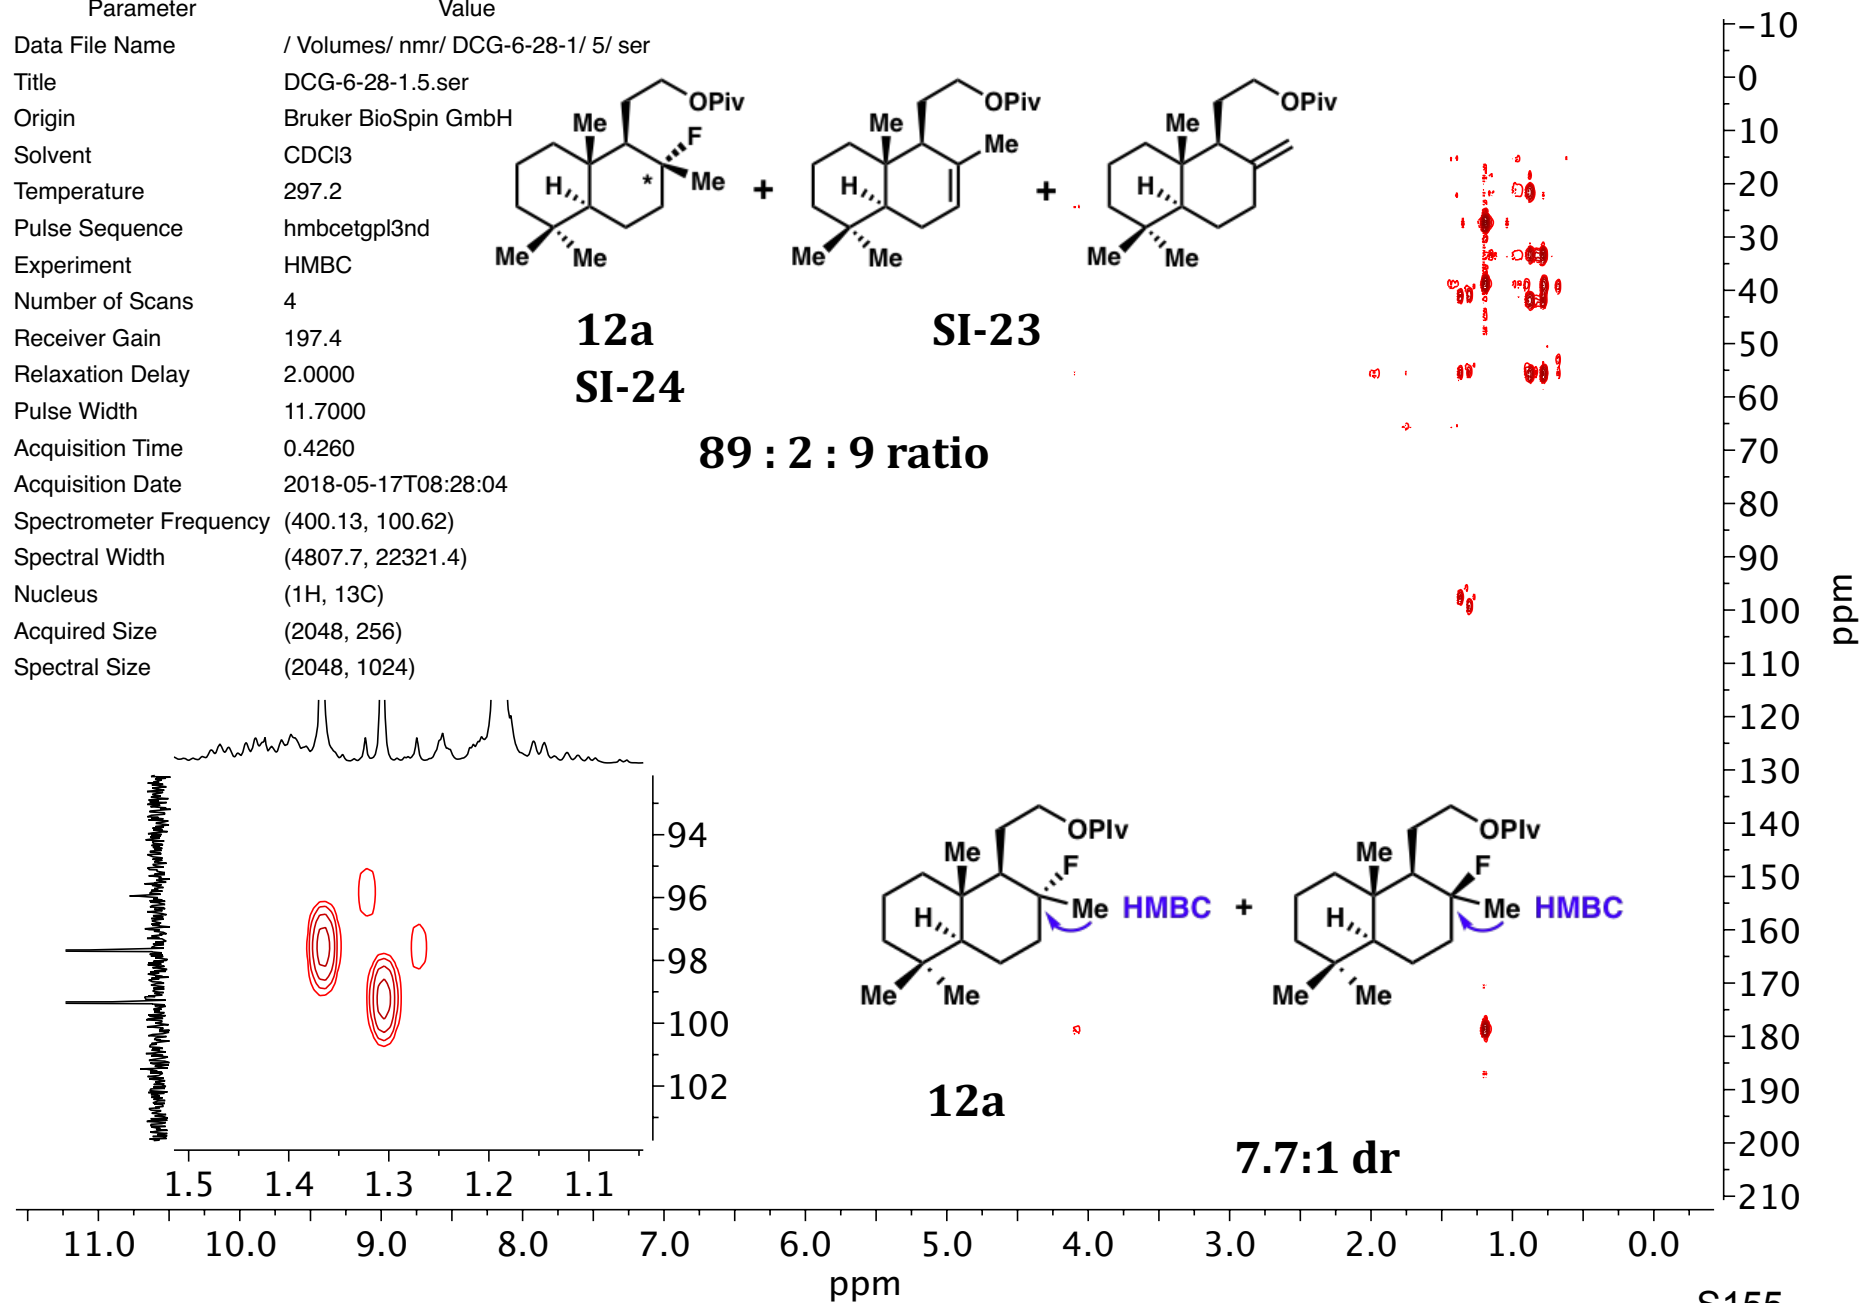 Parameter Value
Data File Name / Volumes/ nmr/ DCG-6-28-1/ 5/ ser
Title DCG-6-28-1.5.ser
Origin Bruker BioSpin GmbH
Solvent CDCl3
Temperature 297.2
Pulse Sequence hmbcetgpl3nd
Experiment HMBC
Number of Scans 4
Receiver Gain 197.4
Relaxation Delay 2.0000
Pulse Width 11.7000
Acquisition Time 0.4260
Acquisition Date 2018-05-17T08:28:04
Spectrometer Frequency (400.13, 100.62)
Spectral Width (4807.7, 22321.4)
Nucleus (1H, 13C)
Acquired Size (2048, 256)
Spectral Size (2048, 1024)
OPiv
Me
F
H
*
Me
Me
Me
+
OPiv
Me
Me
H
Me
Me
+
OPiv
Me
H
Me
Me
12a
SI-24
SI-23
89 : 2 : 9 ratio
-10
0
10
20
30
40
50
60
70
80
90
100
110
120
130
140
150
160
170
180
190
200
210
ppm
94
96
98
100
102
1.5 1.4 1.3 1.2 1.1
OPIv
Me
F
H
Me HMBC
Me
Me
+
OPIv
Me
F
H
Me HMBC
Me
Me
12a
7.7:1 dr
11.0 10.0 9.0 8.0 7.0 6.0 5.0 4.0 3.0 2.0 1.0 0.0
ppm
S155